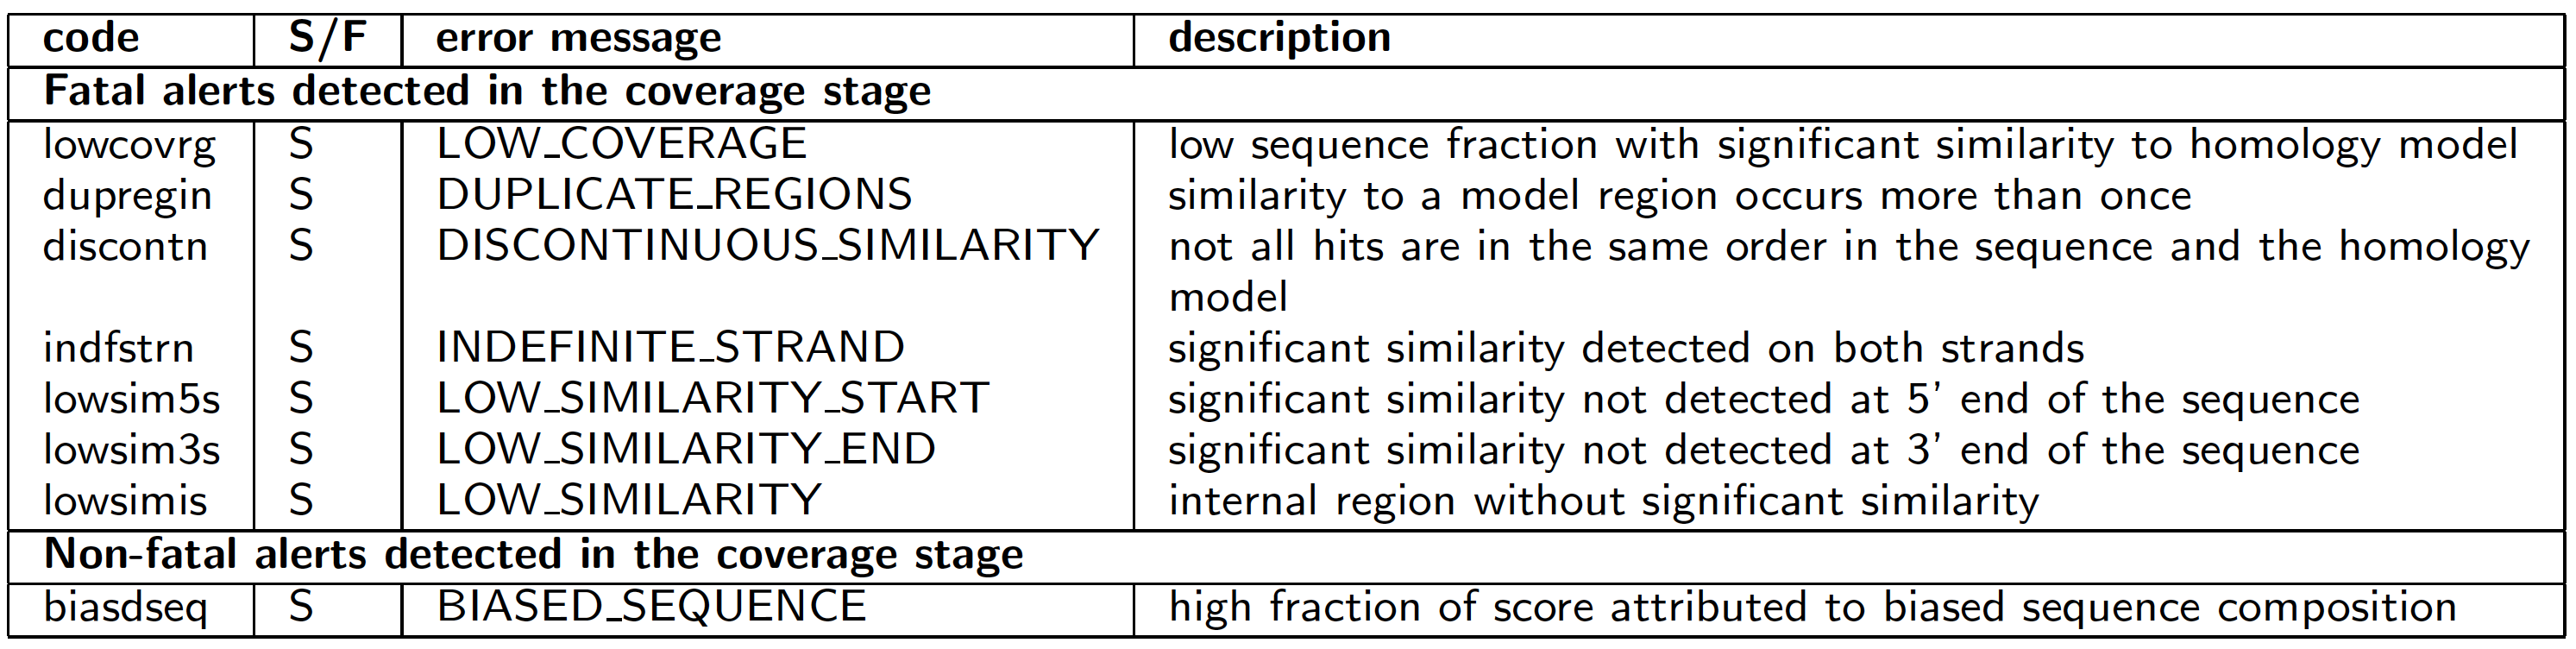 code S/F error message description
Fatal alerts detected in the coverage stage
lowcovrg S LOW_COVERAGE low sequence fraction with significant similarity to homology model
dupregin S DUPLICATE_REGIONS similarity to a model region occurs more than once
discontn S DISCONTINUOUS_SIMILARITY not all hits are in the same order in the sequence and the homology
model
indfstrn S INDEFINITE_STRAND significant similarity detected on both strands
lowsim5s S LOW_SIMILARITY_START significant similarity not detected at 5' end of the sequence
lowsim3s S LOW_SIMILARITY_END significant similarity not detected at 3' end of the sequence
lowsimis S LOW_SIMILARITY internal region without significant similarity
Non-fatal alerts detected in the coverage stage
biasdseq S BIASED_SEQUENCE high fraction of score attributed to biased sequence composition